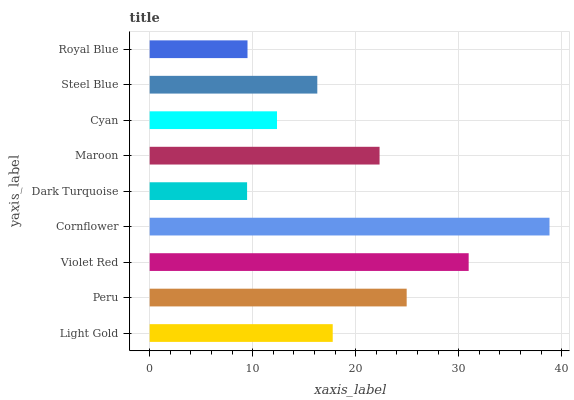 title
Royal Blue
Steel Blue
Cyan
Maroon
Dark Turquoise
Cornflower
Violet Red
Peru
Light Gold
yaxis_label
0 10 20 30 40
xaxis_label